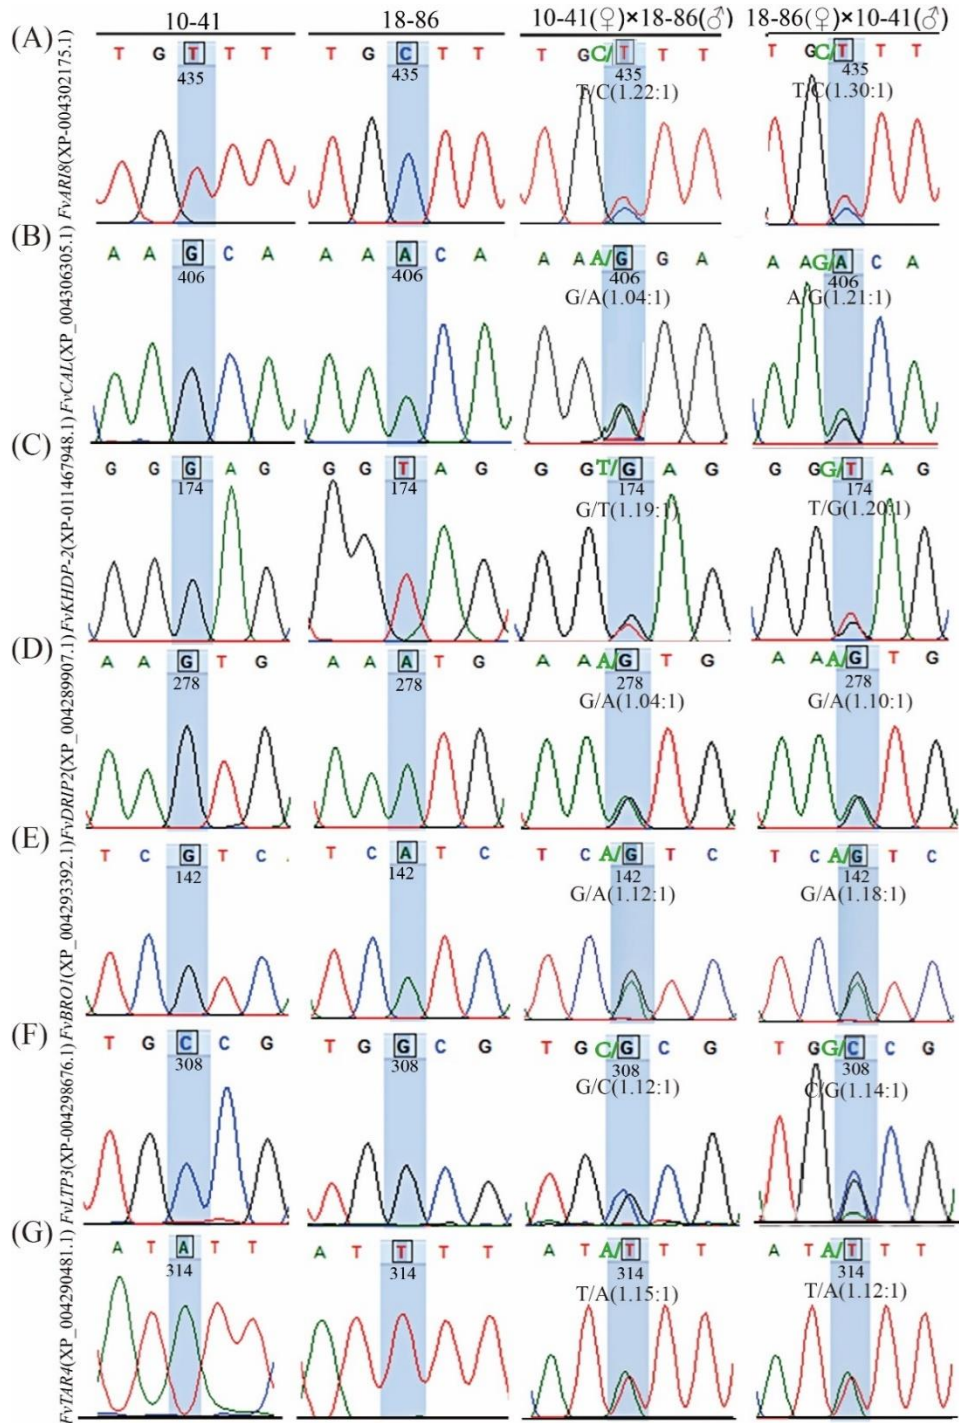 10-41 18-86 10-41(♀)×18-86(♂) 18-86(♀)×10-41(♂)
(A)
FvARI8(XP-004302175.1)
T G T T T
435
T G C T T
435
T G C/T T T
435
T/C(1.22:1)
T G C/T T T
435
T/C(1.30:1)
(B)
FvCAL(XP_004306305.1)
A A G C A
406
A A A C A
406
A A A/G G A
406
G/A(1.04:1)
A A G/A C A
406
A/G(1.21:1)
(C)
FvKHDP-2(XP-011467948.1)
G G G A G
174
G G T A G
174
G G T/G A G
174
G/T(1.19:1)
G G G/T A G
174
T/G(1.20:1)
(D)
FvDRIP2(XP_004289907.1)
A A G T G
278
A A A T G
278
A A A/G T G
278
G/A(1.04:1)
A A A/G T G
278
G/A(1.10:1)
(E)
FvBRO1(XP_004293392.1)
T C G T C
142
T C A T C
142
T C A/G T C
142
G/A(1.12:1)
T C A/G T C
142
G/A(1.18:1)
(F)
FvLTP3(XP-004298676.1)
T G C C G
308
T G G C G
308
T G C/G C G
308
G/C(1.12:1)
T G G/C C G
308
C/G(1.14:1)
(G)
FvTAR4(XP_004290481.1)
A T A T T
314
A T T T T
314
A T A/T T T
314
T/A(1.15:1)
A T A/T T T
314
T/A(1.12:1)